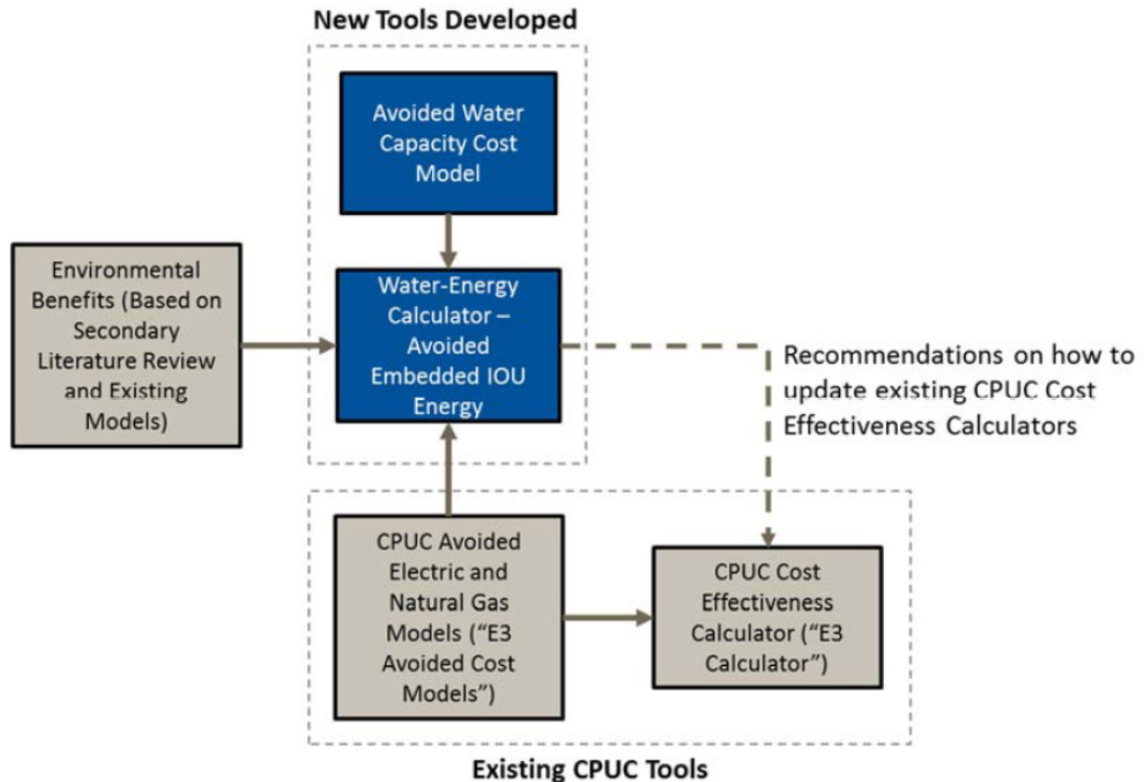 New Tools Developed
Avoided Water
Capacity Cost
Model
Environmental
Benefits (Based on
Secondary
Literature Review
and Existing
Models)
Water-Energy
Calculator –
Avoided
Embedded IOU
Energy
Recommendations on how to
update existing CPUC Cost
Effectiveness Calculators
CPUC Avoided
Electric and
Natural Gas
Models (“E3
Avoided Cost
Models”)
CPUC Cost
Effectiveness
Calculator (“E3
Calculator”)
Existing CPUC Tools